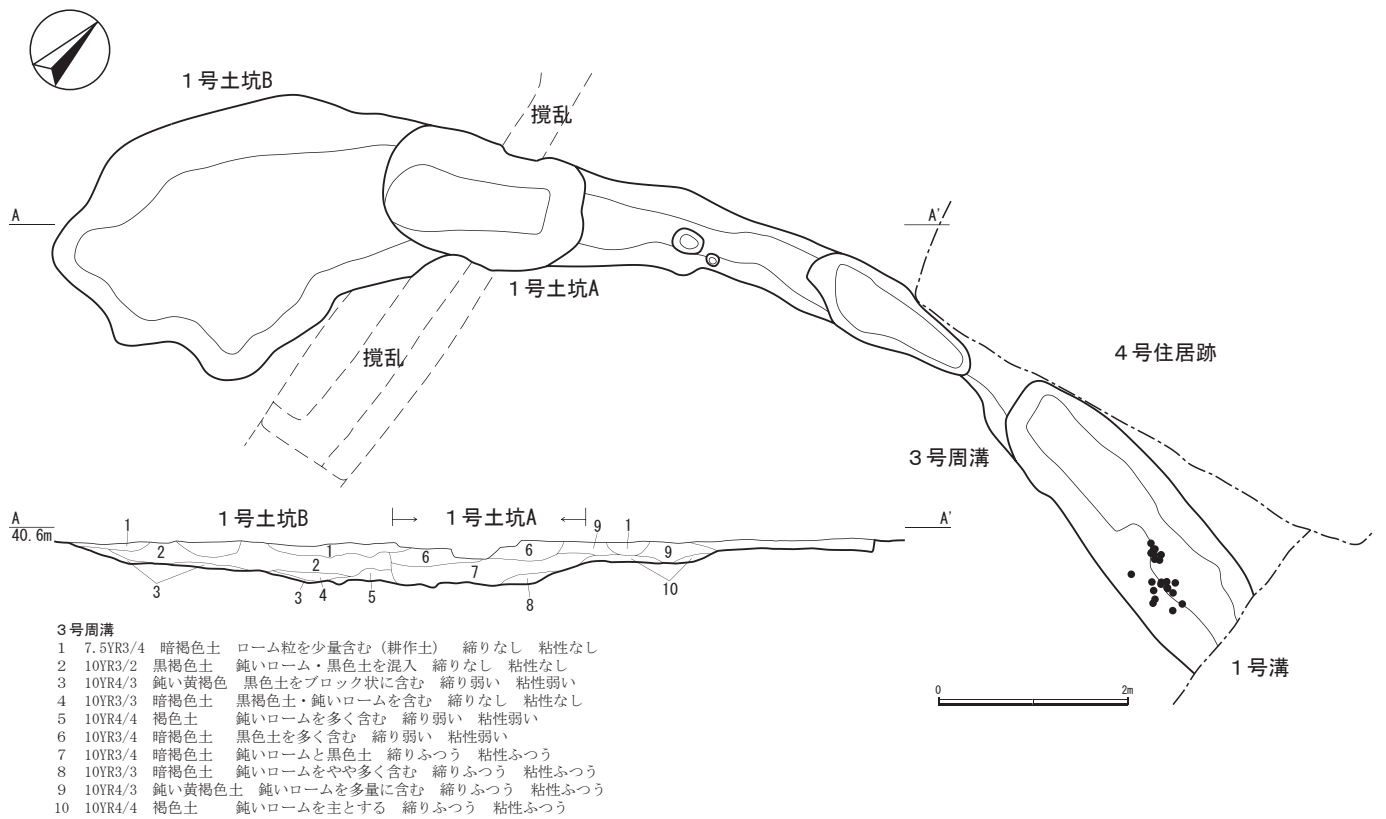 1号土坑B
撹乱
A
A'
1号土坑A
撹乱
4号住居跡
3号周溝
A
40.6m
1
1号土坑B
1号土坑A
9
1
A'
2
1
2
6
6
9
7
3
3
4
5
8
10
0
2m
1号溝
3号周溝
1 7.5YR3/4 暗褐色土 ローム粒を少量含む（耕作土） 締りなし 粘性なし
2 10YR3/2 黒褐色土 鈍いローム・黒色土を混入 締りなし 粘性なし
3 10YR4/3 鈍い黄褐色 黒色土をブロック状に含む 締り弱い 粘性弱い
4 10YR3/3 暗褐色土 黒褐色土・鈍いロームを含む 締りなし 粘性なし
5 10YR4/4 褐色土 鈍いロームを多く含む 締り弱い 粘性弱い
6 10YR3/4 暗褐色土 黒色土を多く含む 締り弱い 粘性弱い
7 10YR3/4 暗褐色土 鈍いロームと黒色土 締りふつう 粘性ふつう
8 10YR3/3 暗褐色土 鈍いロームをやや多く含む 締りふつう 粘性ふつう
9 10YR4/3 鈍い黄褐色土 鈍いロームを多量に含む 締りふつう 粘性ふつう
10 10YR4/4 褐色土 鈍いロームを主とする 締りふつう 粘性ふつう